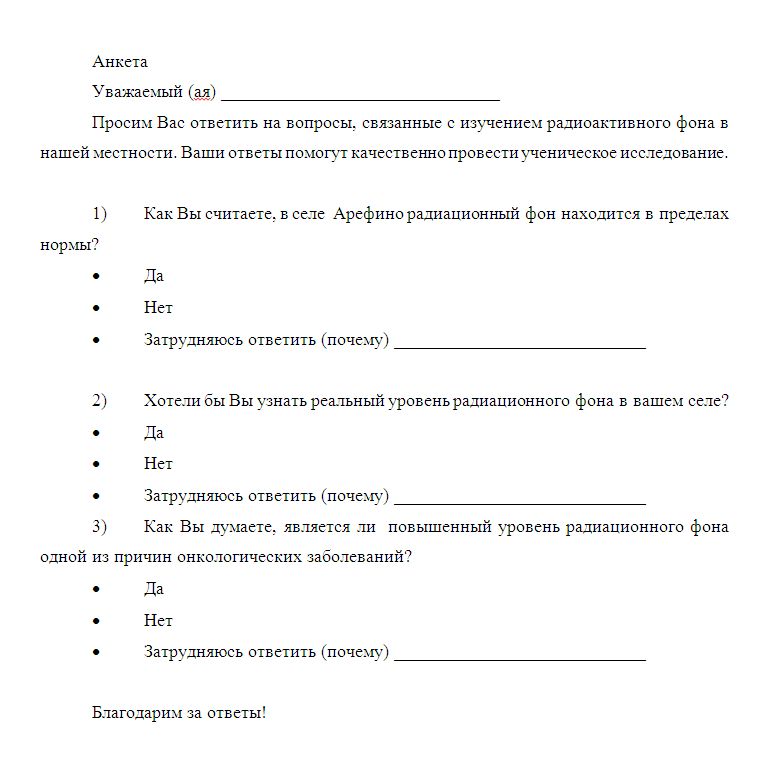 Анкета
Уважаемый (ая) _______________________________
Просим Вас ответить на вопросы, связанные с изучением радиоактивного фона в
нашей местности. Ваши ответы помогут качественно провести ученическое исследование.
1) Как Вы считаете, в селе Арефино радиационный фон находится в пределах
нормы?
• Да
• Нет
• Затрудняюсь ответить (почему) ____________________________
2) Хотели бы Вы узнать реальный уровень радиационного фона в вашем селе?
• Да
• Нет
• Затрудняюсь ответить (почему) ____________________________
3) Как Вы думаете, является ли повышенный уровень радиационного фона
одной из причин онкологических заболеваний?
• Да
• Нет
• Затрудняюсь ответить (почему) ____________________________
Благодарим за ответы!